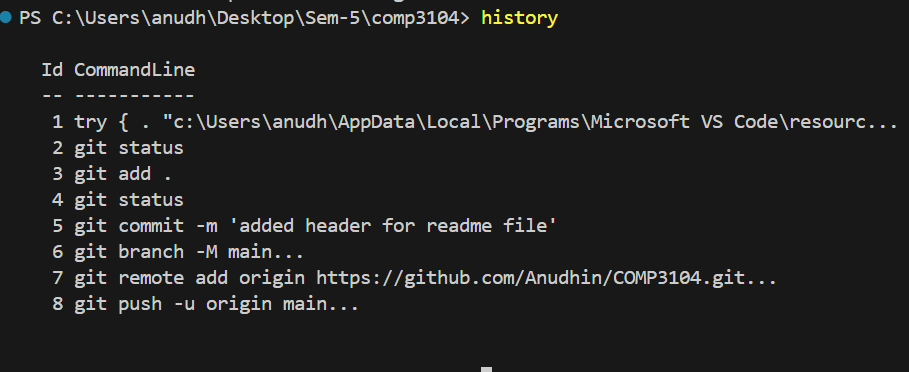 PS C:\Users\anudh\Desktop\Sem-5\comp3104> history
Id CommandLine
-- -----------
1 try { . "c:\Users\anudh\AppData\Local\Programs\Microsoft VS Code\resourc...
2 git status
3 git add .
4 git status
5 git commit -m 'added header for readme file'
6 git branch -M main...
7 git remote add origin https://github.com/Anudhin/COMP3104.git...
8 git push -u origin main...